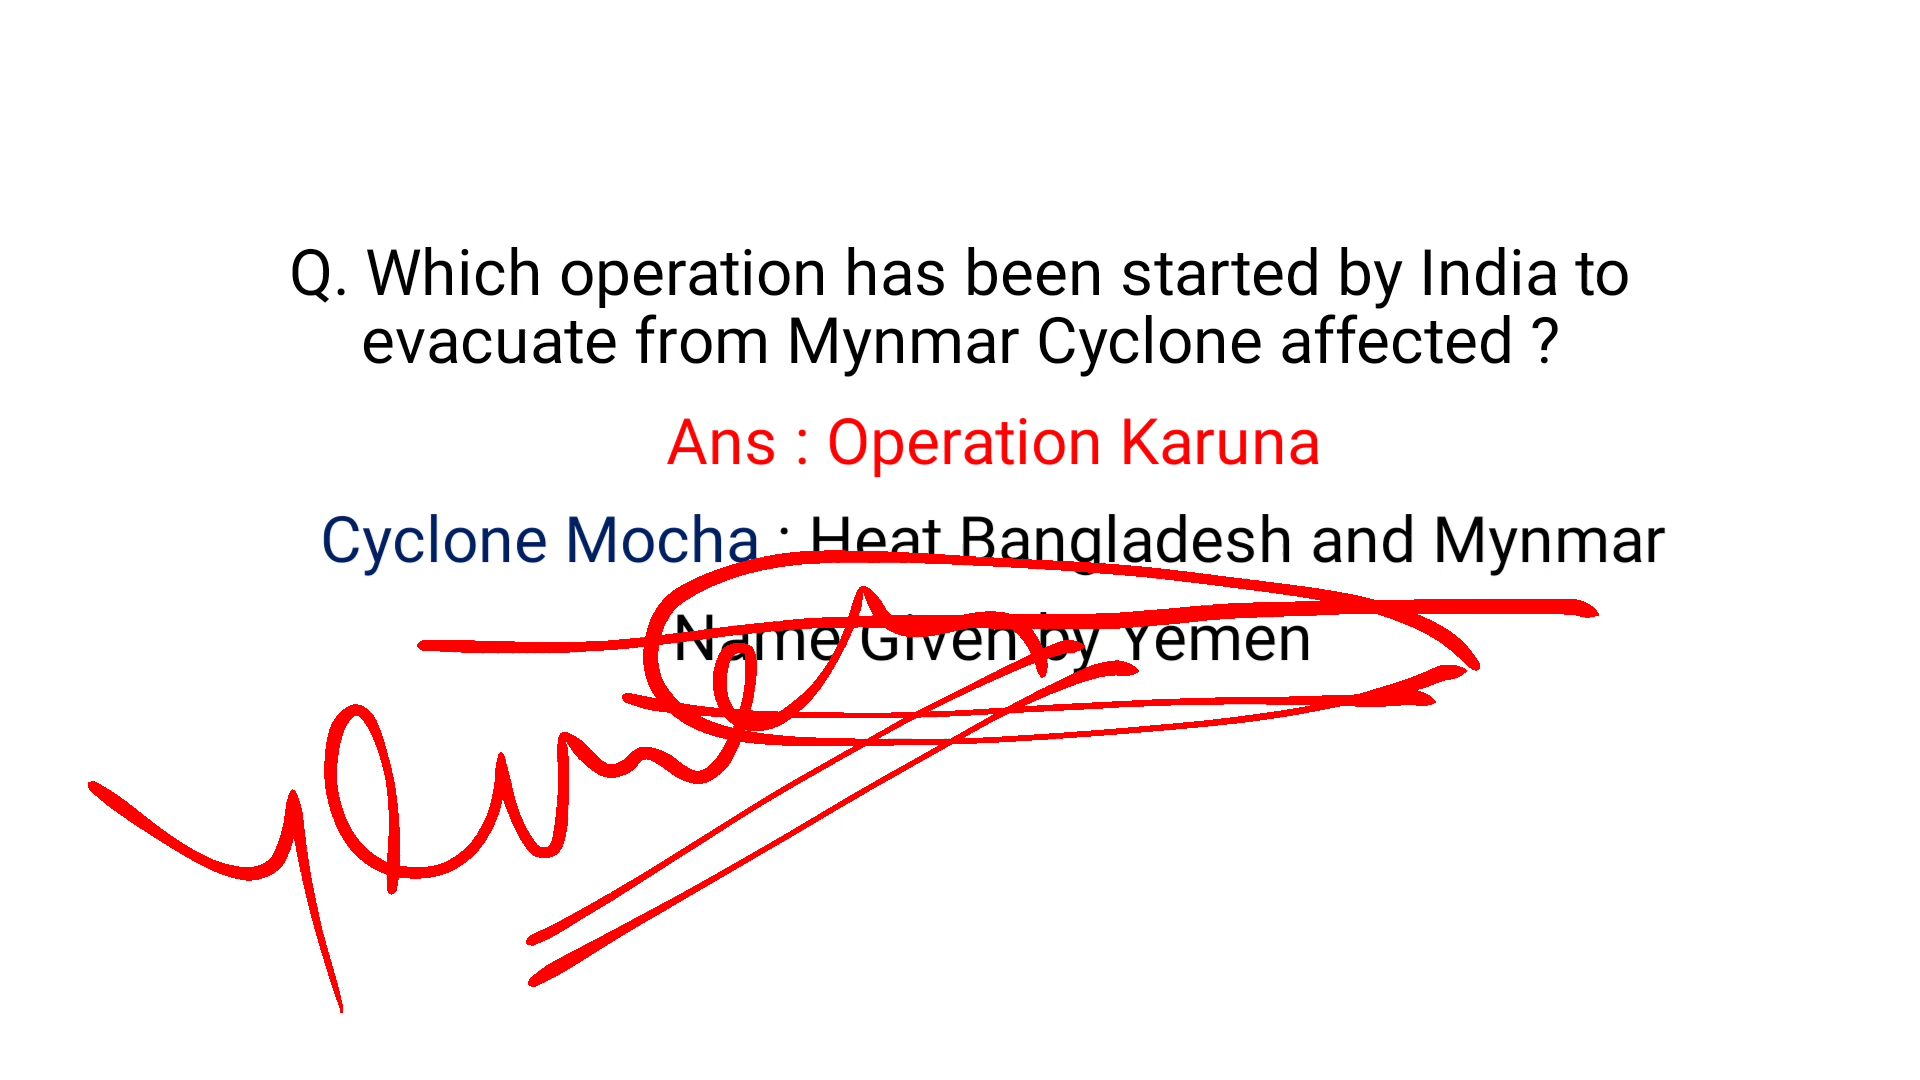 Q. Which operation has been started by India to
evacuate from Mynmar Cyclone affected ?
Ans : Operation Karuna
Cyclone Mocha : Heat Bangladesh and Mynmar
Name Given by Yemen
yemen